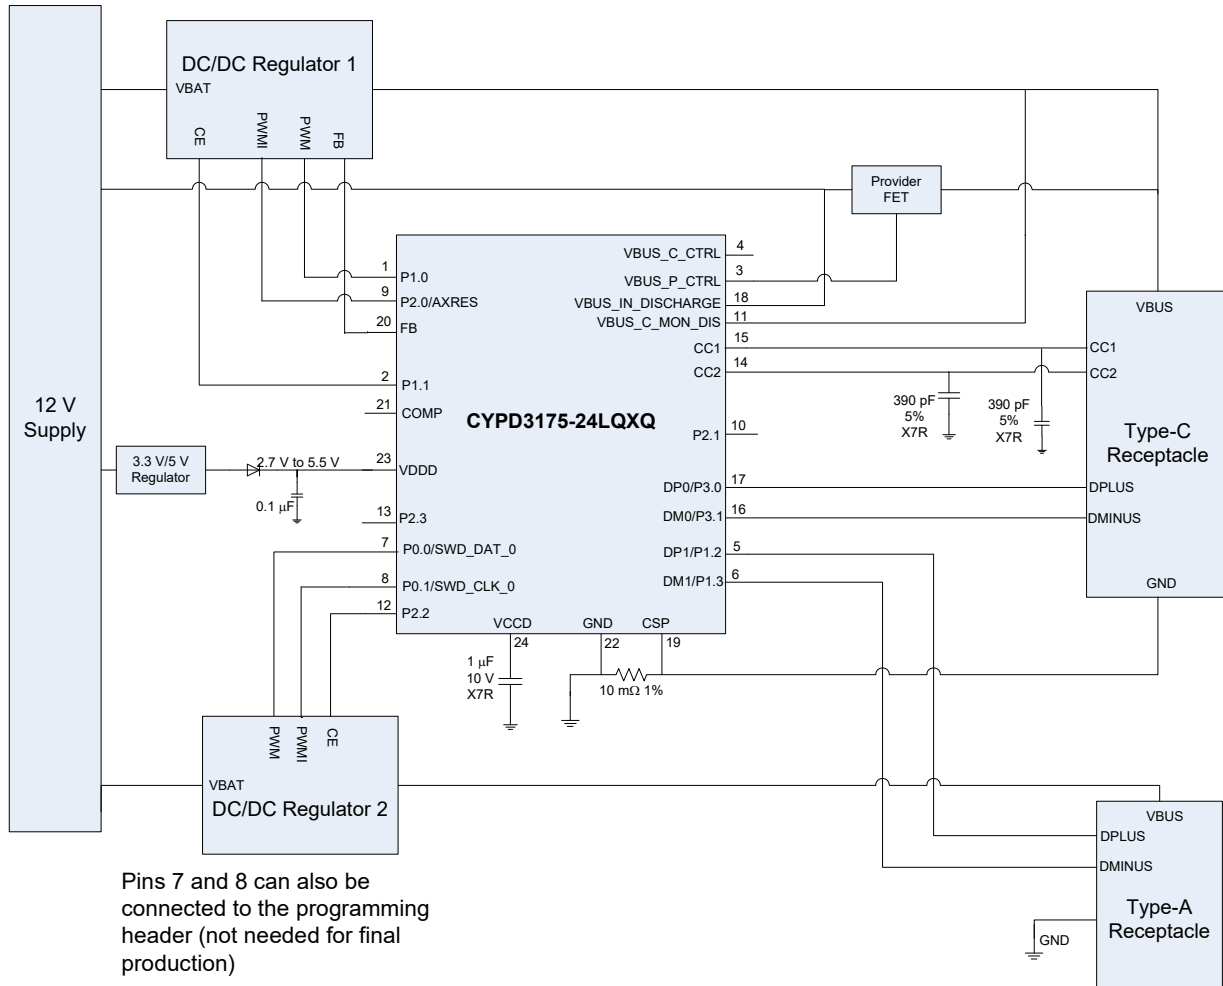 DC/DC Regulator 1
VBAT
CE
PWMI
PWM
FB
Provider
FET
12 V
Supply
3.3 V/5 V
Regulator
2.7 V to 5.5 V
0.1 µF
CYPD3175-24LQXQ
1
P1.0
9
P2.0/AXRES
20
FB
2
P1.1
21
COMP
23
VDDD
13
P2.3
7
P0.0/SWD_DAT_0
8
P0.1/SWD_CLK_0
12
P2.2
VBUS_C_CTRL
4
VBUS_P_CTRL
3
VBUS_IN_DISCHARGE
18
VBUS_C_MON_DIS
11
CC1
15
CC2
14
P2.1
10
DP0/P3.0
17
DM0/P3.1
16
DP1/P1.2
5
DM1/P1.3
6
VCCD
24
GND
22
CSP
19
1 µF
10 V
X7R
10 mΩ 1%
390 pF
5%
X7R
390 pF
5%
X7R
VBUS
CC1
CC2
Type-C
Receptacle
DPLUS
DMINUS
GND
PWM
PWMI
CE
VBAT
DC/DC Regulator 2
VBUS
DPLUS
DMINUS
Type-A
Receptacle
GND
Pins 7 and 8 can also be
connected to the programming
header (not needed for final
production)